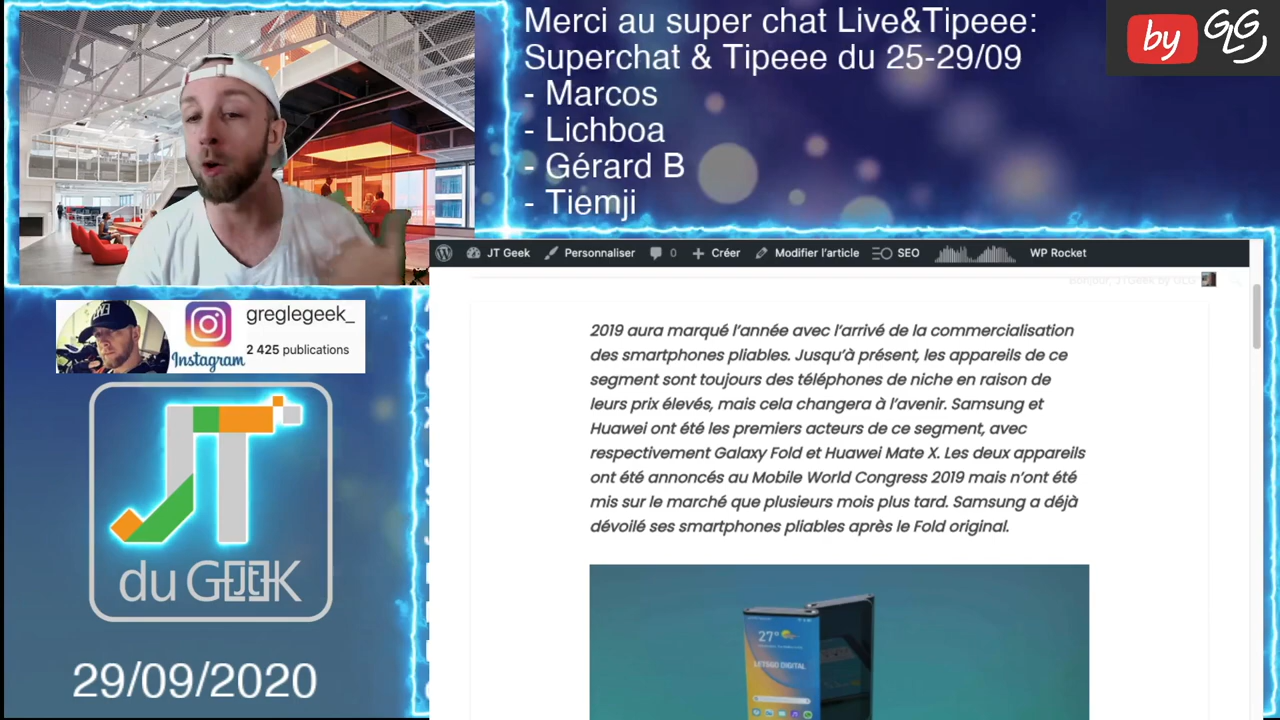 Merci au super chat Live&Tipeee:
Superchat & Tipeee du 25-29/09
- Marcos
- Lichboa
- Gérard B
- Tiemji
by GLG
JT Geek Personnaliser 0 Créer Modifier l'article SEO WP Rocket
Bonjour, JTGeek by GLG
greglegeek_
Instagram
2 425 publications
2019 aura marqué l'année avec l'arrivé de la commercialisation
des smartphones pliables. Jusqu'à présent, les appareils de ce
segment sont toujours des téléphones de niche en raison de
leurs prix élevés, mais cela changera à l'avenir. Samsung et
Huawei ont été les premiers acteurs de ce segment, avec
respectivement Galaxy Fold et Huawei Mate X. Les deux appareils
ont été annoncés au Mobile World Congress 2019 mais n'ont été
mis sur le marché que plusieurs mois plus tard. Samsung a déjà
dévoilé ses smartphones pliables après le Fold original.
27°
LETSGO DIGITAL
JT
du GEEK
29/09/2020